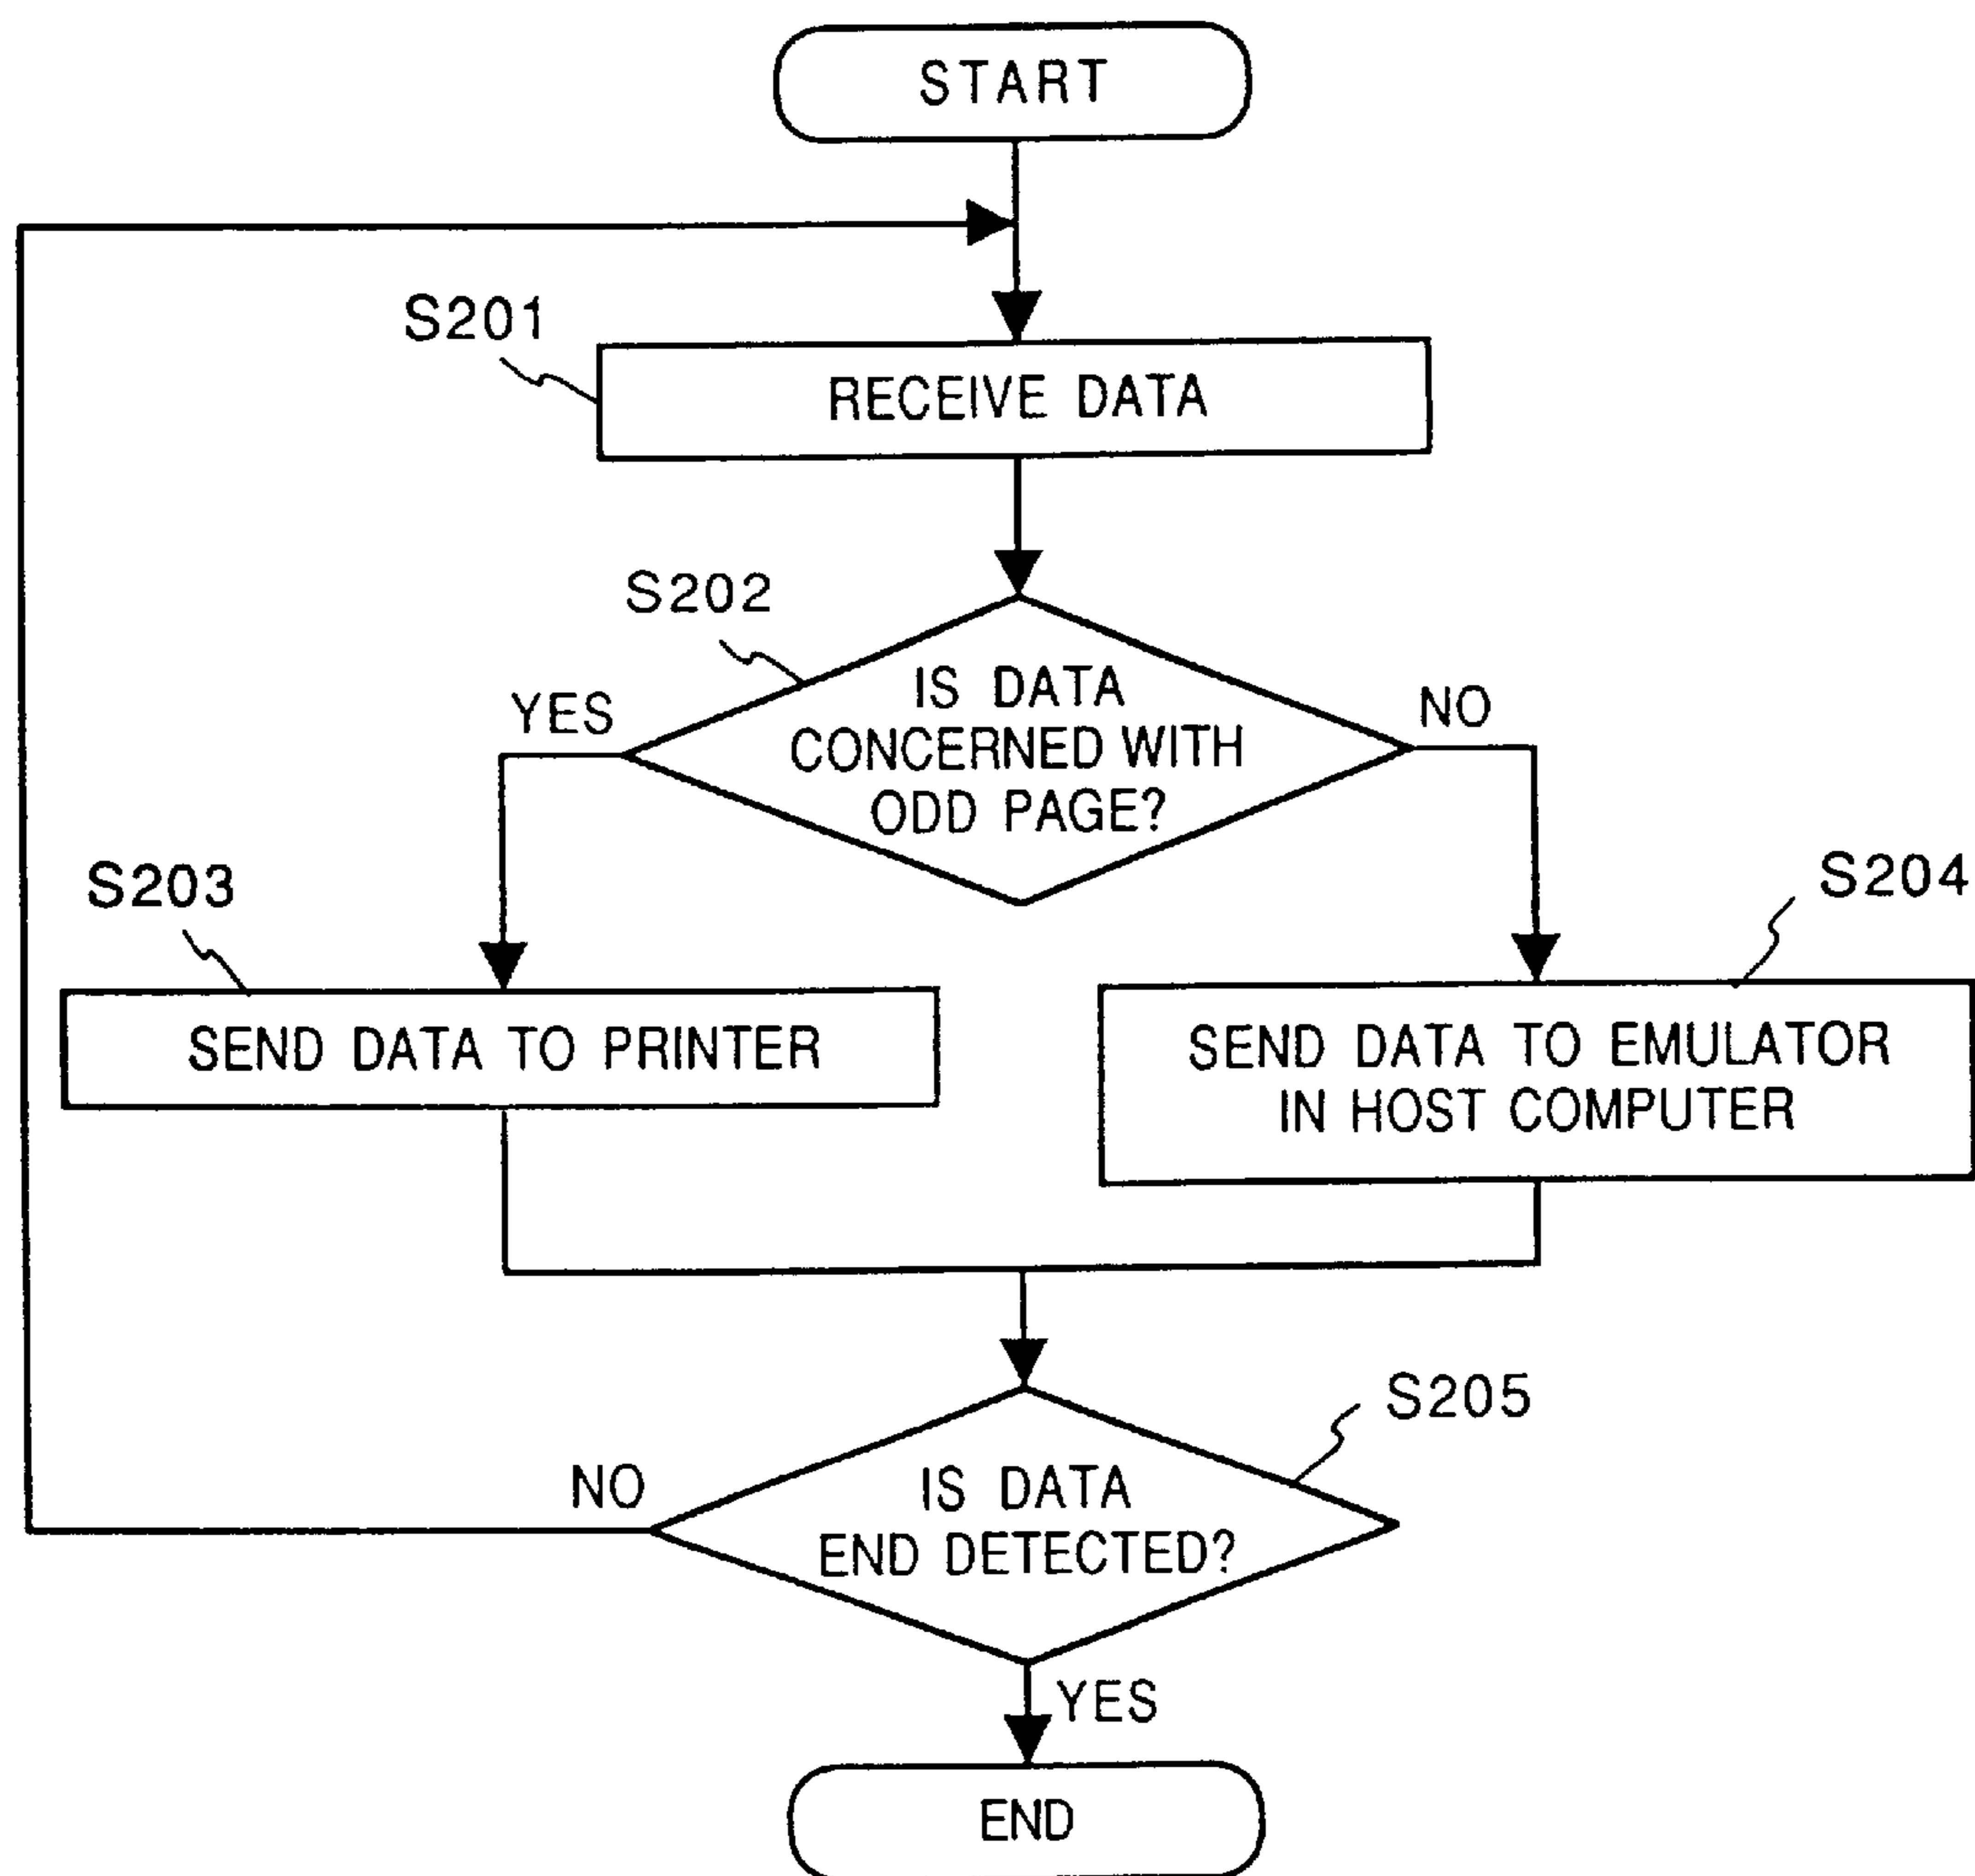 START
S201
RECEIVE DATA
S202
IS DATA
CONCERNED WITH
ODD PAGE?
YES
NO
S203
SEND DATA TO PRINTER
S204
SEND DATA TO EMULATOR
IN HOST COMPUTER
S205
IS DATA
END DETECTED?
NO
YES
END